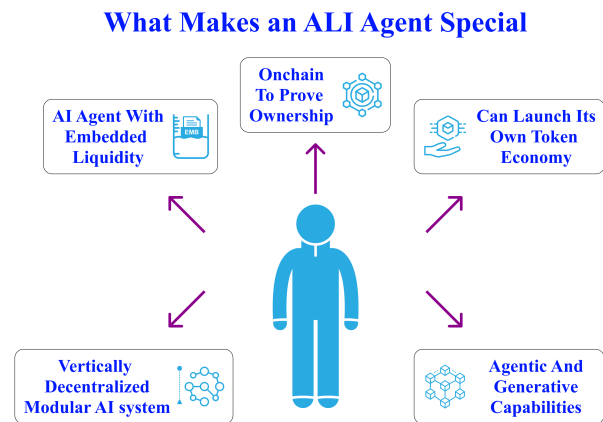 What Makes an ALI Agent Special
Onchain
To Prove
Ownership
AI Agent With
Embedded
Liquidity
EMB
Can Launch Its
Own Token
Economy
Vertically
Decentralized
Modular AI system
Agentic And
Generative
Capabilities